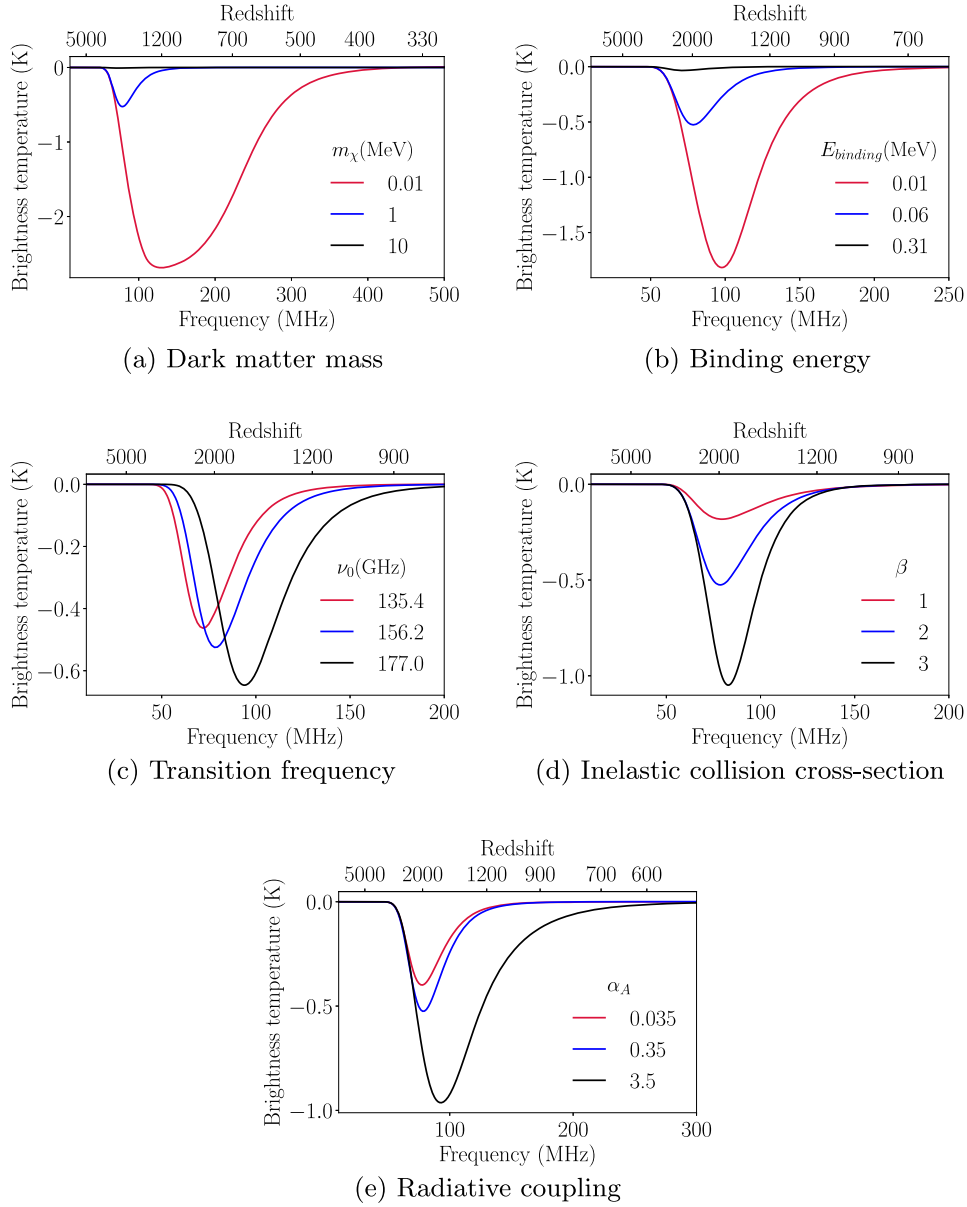 Redshift
5000 1200 700 500 400 330
Brightness temperature (K)
0
−1
−2
m_χ(MeV)
0.01
1
10
100 200 300 400 500
Frequency (MHz)
(a) Dark matter mass
Redshift
5000 2000 1200 900 700
Brightness temperature (K)
0.0
−0.5
−1.0
−1.5
E_binding(MeV)
0.01
0.06
0.31
50 100 150 200 250
Frequency (MHz)
(b) Binding energy
Redshift
5000 2000 1200 900
Brightness temperature (K)
0.0
−0.2
−0.4
−0.6
ν₀(GHz)
135.4
156.2
177.0
50 100 150 200
Frequency (MHz)
(c) Transition frequency
Redshift
5000 2000 1200 900
Brightness temperature (K)
0.0
−0.5
−1.0
β
1
2
3
50 100 150 200
Frequency (MHz)
(d) Inelastic collision cross-section
Redshift
5000 2000 1200 900 700 600
Brightness temperature (K)
0.0
−0.5
−1.0
α_A
0.035
0.35
3.5
100 200 300
Frequency (MHz)
(e) Radiative coupling